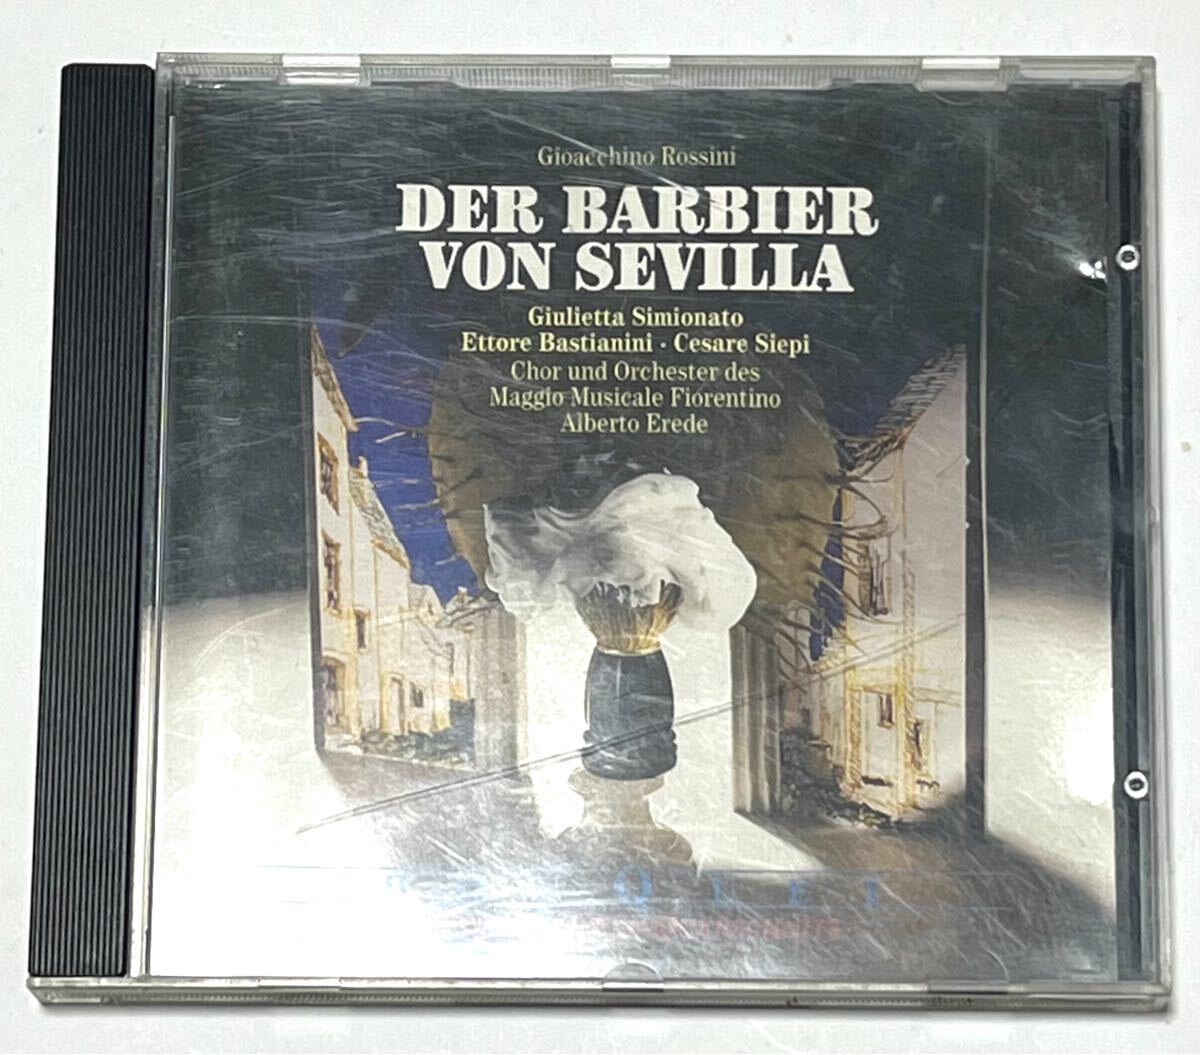 Gioacchino Rossini
DER BARBIER
VON SEVILLA
Giulietta Simionato
Ettore Bastianini · Cesare Siepi
Chor und Orchester des
Maggio Musicale Fiorentino
Alberto Erede